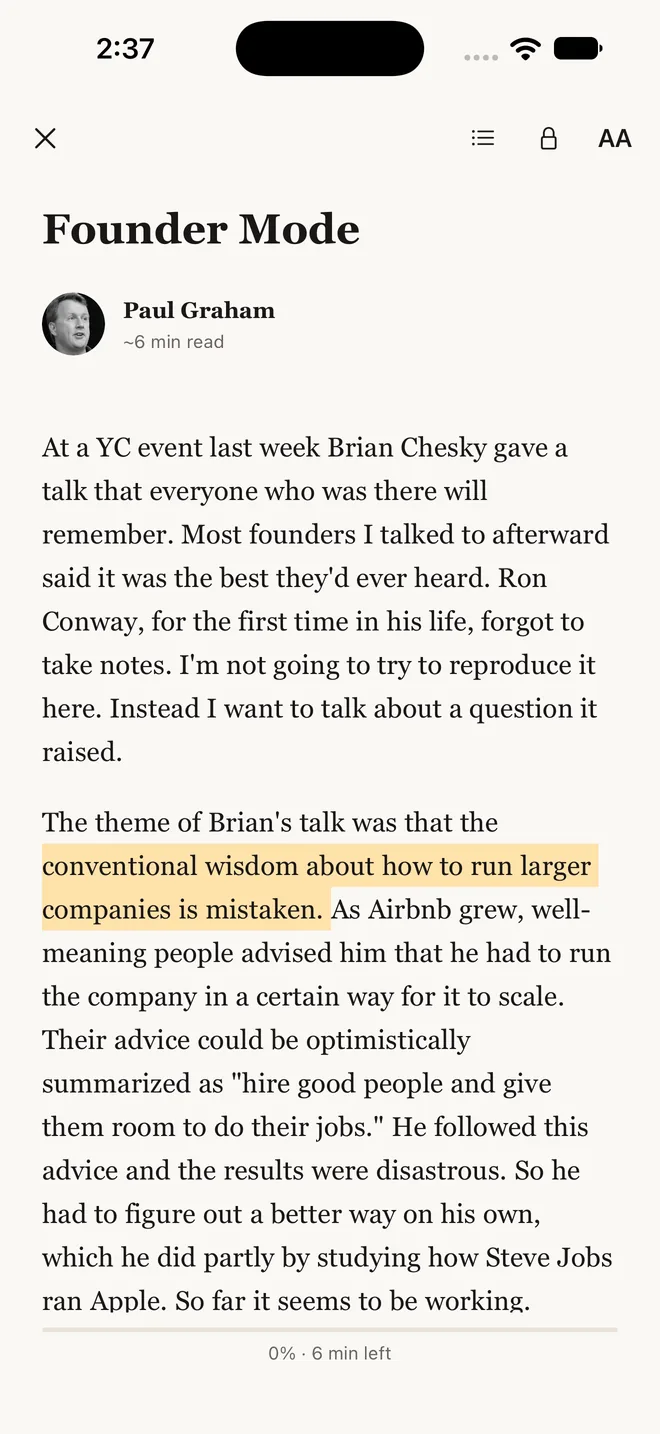 2:37
AA
Founder Mode
Paul Graham
~6 min read
At a YC event last week Brian Chesky gave a
talk that everyone who was there will
remember. Most founders I talked to afterward
said it was the best they'd ever heard. Ron
Conway, for the first time in his life, forgot to
take notes. I'm not going to try to reproduce it
here. Instead I want to talk about a question it
raised.
The theme of Brian's talk was that the
conventional wisdom about how to run larger
companies is mistaken. As Airbnb grew, well-
meaning people advised him that he had to run
the company in a certain way for it to scale.
Their advice could be optimistically
summarized as "hire good people and give
them room to do their jobs." He followed this
advice and the results were disastrous. So he
had to figure out a better way on his own,
which he did partly by studying how Steve Jobs
ran Apple. So far it seems to be working.
0% · 6 min left